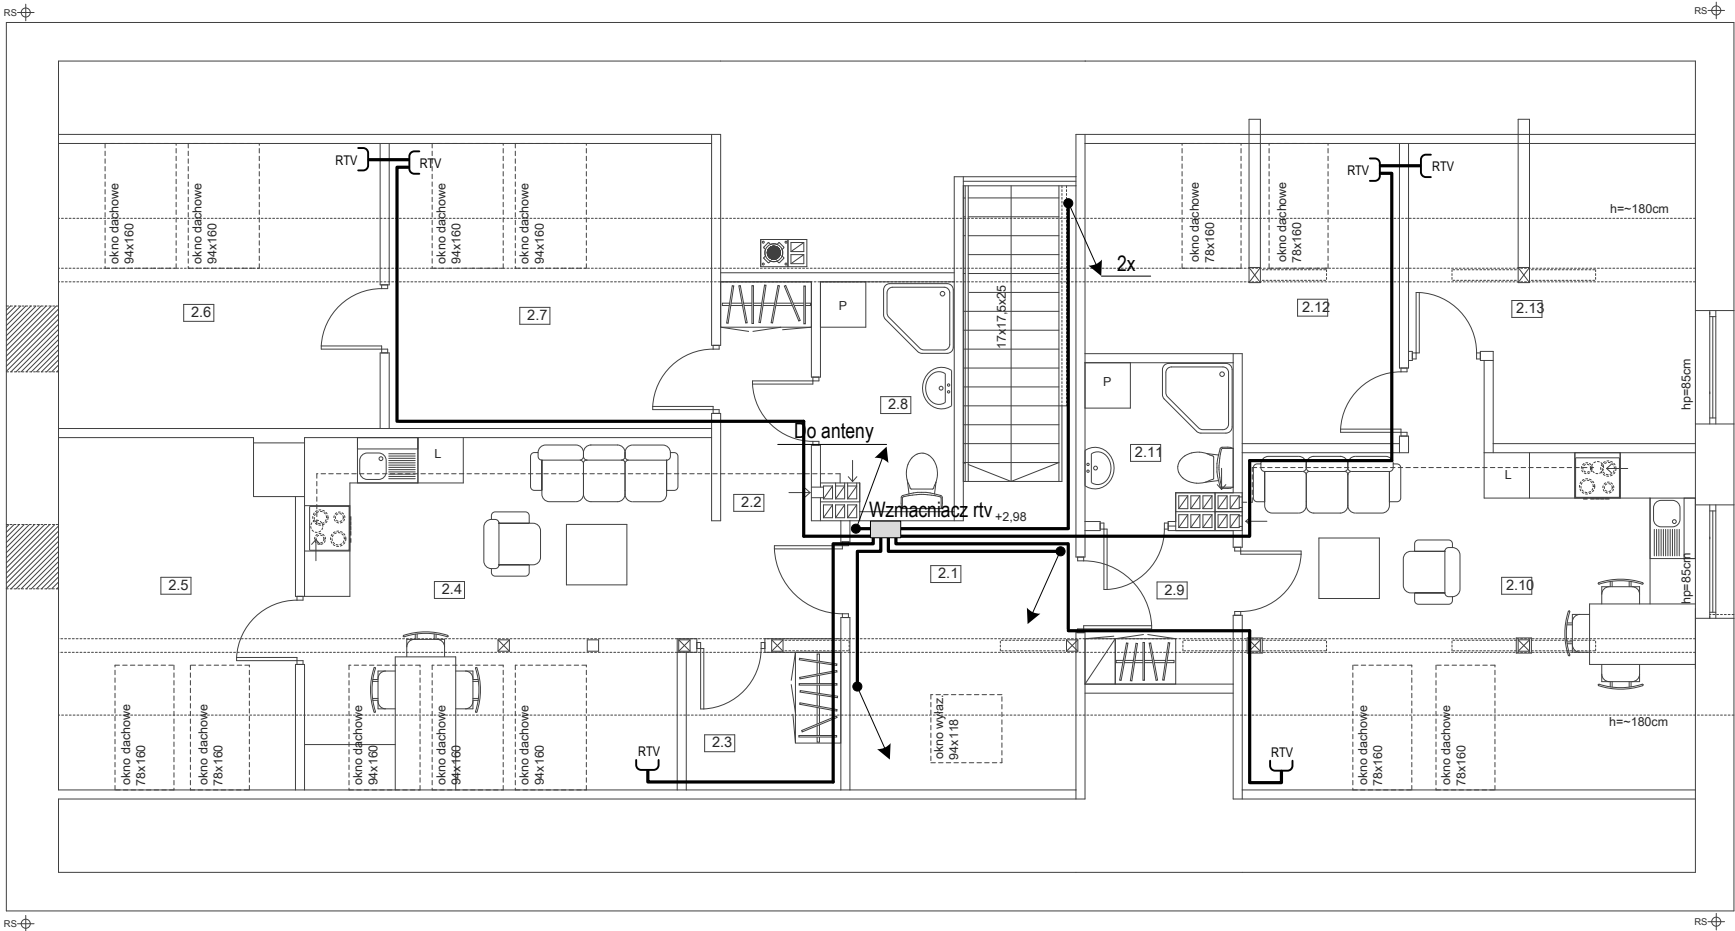 RS
RS
RTV
RTV
RTV
RTV
okno dachowe
94x160
okno dachowe
94x160
okno dachowe
94x160
okno dachowe
94x160
okno dachowe
78x160
okno dachowe
78x160
h=~180cm
2x
2.6
2.7
P
17x17,5x25
2.12
2.13
2.8
P
hp=85cm
Do anteny
L
2.11
L
2.2
Wzmacniacz rtv
+2,98
2.5
2.4
2.1
2.9
2.10
hp=85cm
okno dachowe
78x160
okno dachowe
78x160
okno dachowe
94x160
okno dachowe
94x160
okno dachowe
94x160
RTV
2.3
okno wyłaz
94x118
RTV
okno dachowe
78x160
okno dachowe
78x160
h=~180cm
RS
RS